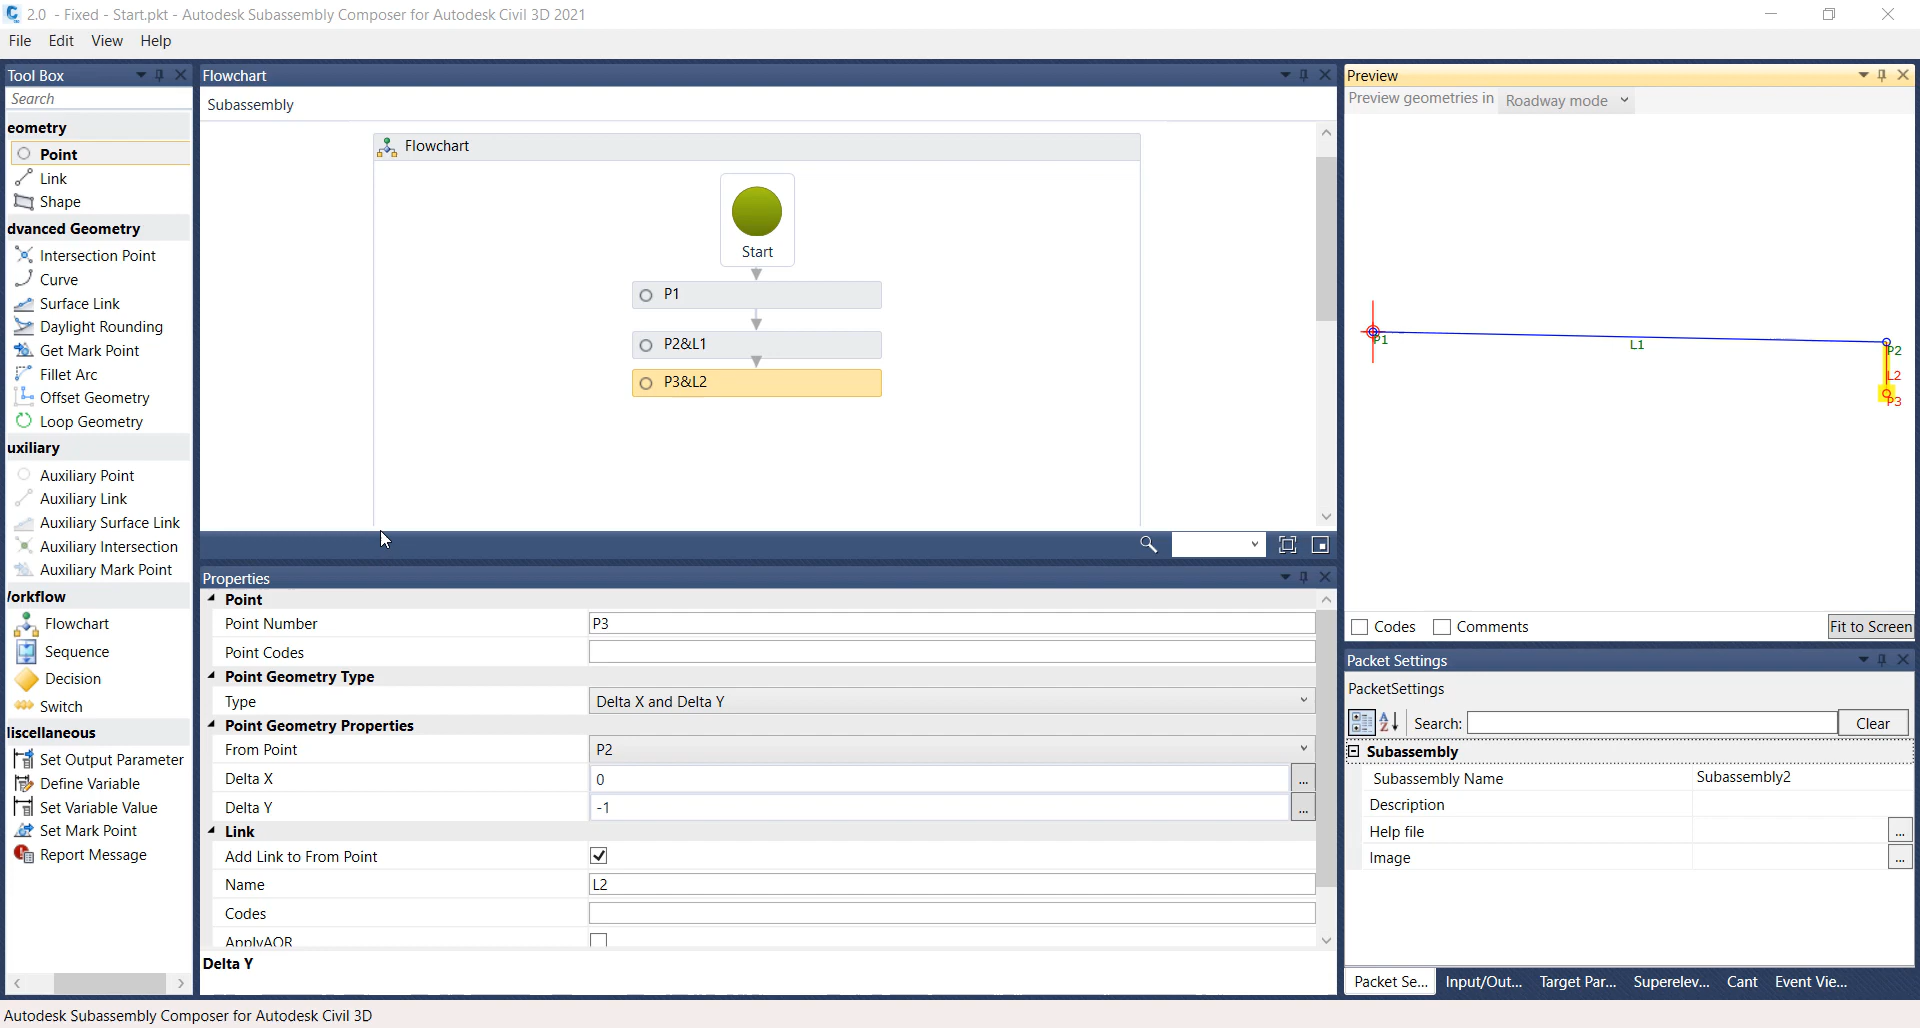 2.0 - Fixed - Start.pkt - Autodesk Subassembly Composer for Autodesk Civil 3D 2021
File Edit View Help
Tool Box
Search
eometry
Point
Link
Shape
dvanced Geometry
Intersection Point
Curve
Surface Link
Daylight Rounding
Get Mark Point
Fillet Arc
Offset Geometry
Loop Geometry
uxiliary
Auxiliary Point
Auxiliary Link
Auxiliary Surface Link
Auxiliary Intersection
Auxiliary Mark Point
orkflow
Flowchart
Sequence
Decision
Switch
liscellaneous
Set Output Parameter
Define Variable
Set Variable Value
Set Mark Point
Report Message
Flowchart
Subassembly
Flowchart
Start
P1
P2&L1
P3&L2
Properties
Point
Point Number P3
Point Codes
Point Geometry Type
Type Delta X and Delta Y
Point Geometry Properties
From Point P2
Delta X 0 ...
Delta Y -1 ...
Link
Add Link to From Point
Name L2
Codes
ApplyAOR
Delta Y
Preview
Preview geometries in Roadway mode
P1
L1
P2
L2
P3
Codes Comments Fit to Screen
Packet Settings
PacketSettings
Search: Clear
Subassembly
Subassembly Name Subassembly2
Description
Help file ...
Image ...
Packet Se... Input/Out... Target Par... Superelev... Cant Event Vie...
Autodesk Subassembly Composer for Autodesk Civil 3D